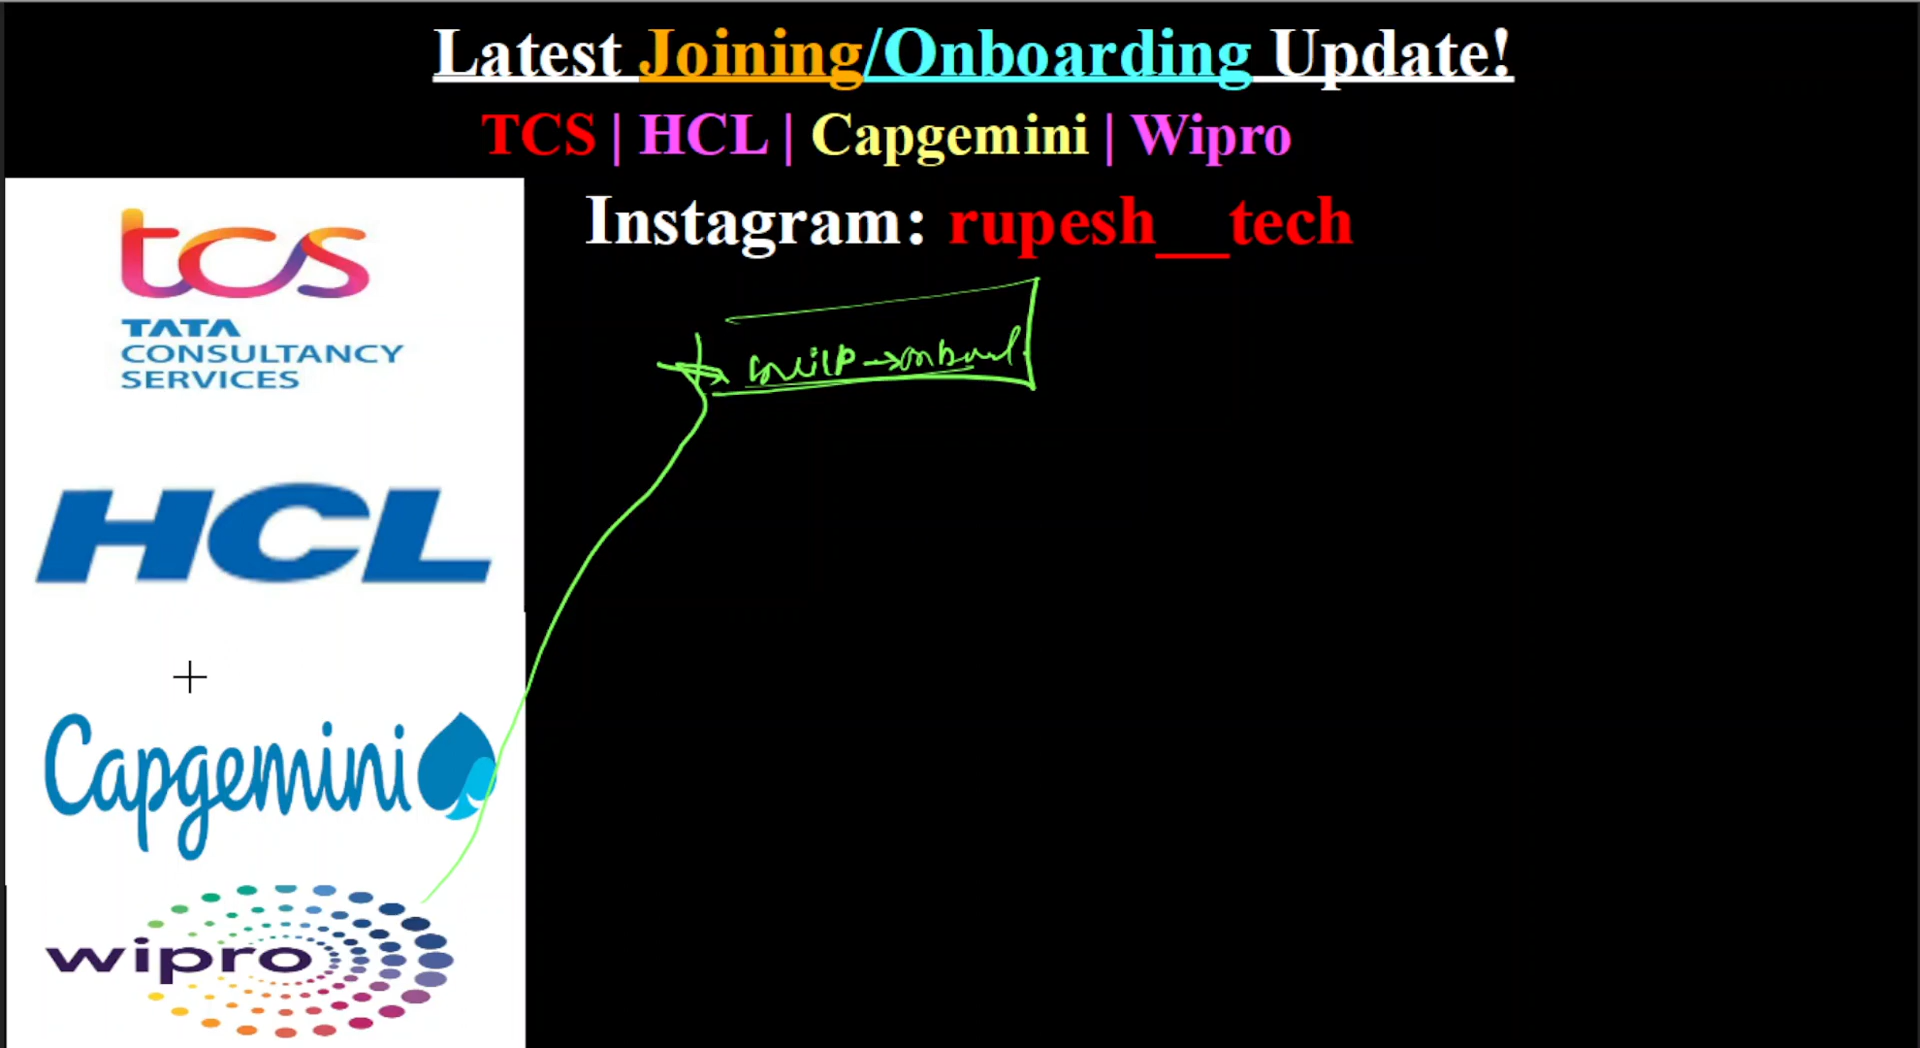 Latest Joining/Onboarding Update!
TCS | HCL | Capgemini | Wipro
Instagram: rupesh__tech
tcs
TATA
CONSULTANCY
SERVICES
HCL
Capgemini
wipro